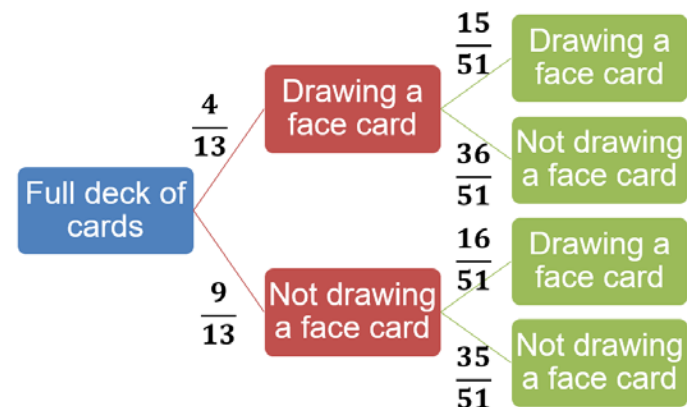 15
51
Drawing a
face card
4
13
Drawing a
face card
36
51
Not drawing
a face card
Full deck of
cards
16
51
Drawing a
face card
9
13
Not drawing
a face card
35
51
Not drawing
a face card